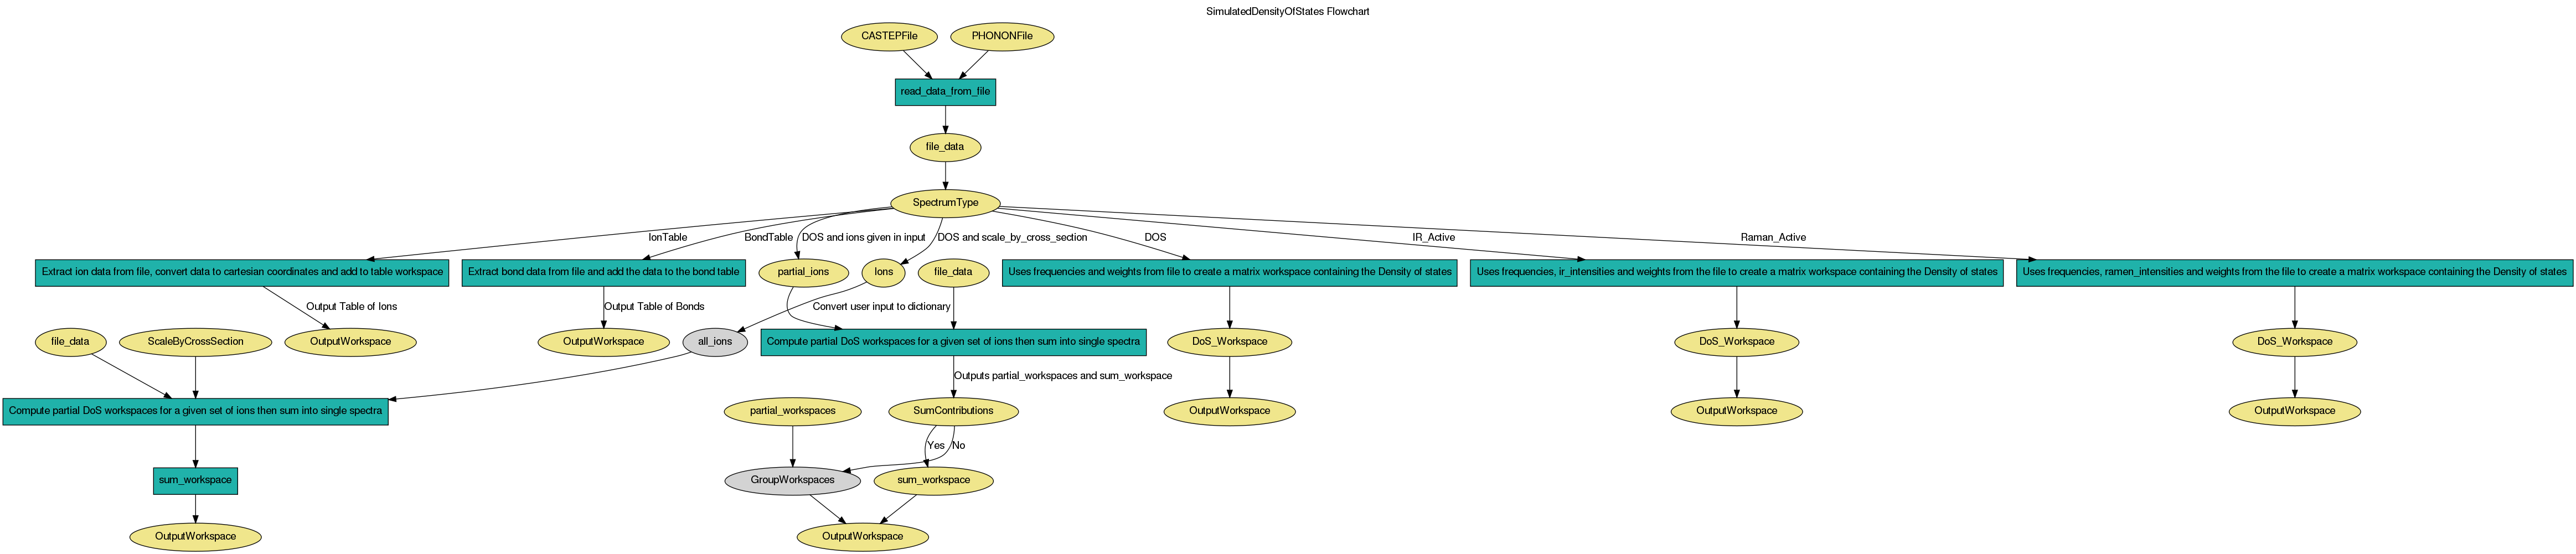 SimulatedDensityOfStates Flowchart
CASTEPFile
PHONONFile
read_data_from_file
file_data
SpectrumType
IonTable
BondTable
DOS and ions given in input
DOS and scale_by_cross_section
DOS
IR_Active
Raman_Active
Extract ion data from file, convert data to cartesian coordinates and add to table workspace
Extract bond data from file and add the data to the bond table
partial_ions
Ions
file_data
Uses frequencies and weights from file to create a matrix workspace containing the Density of states
Uses frequencies, ir_intensities and weights from the file to create a matrix workspace containing the Density of states
Uses frequencies, ramen_intensities and weights from the file to create a matrix workspace containing the Density of states
Output Table of Ions
Output Table of Bonds
Convert user input to dictionary
file_data
ScaleByCrossSection
OutputWorkspace
OutputWorkspace
all_ions
Compute partial DoS workspaces for a given set of ions then sum into single spectra
DoS_Workspace
DoS_Workspace
DoS_Workspace
Outputs partial_workspaces and sum_workspace
Compute partial DoS workspaces for a given set of ions then sum into single spectra
partial_workspaces
SumContributions
OutputWorkspace
OutputWorkspace
OutputWorkspace
Yes
No
sum_workspace
GroupWorkspaces
sum_workspace
OutputWorkspace
OutputWorkspace